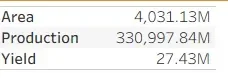 Area 4,031.13M
Production 330,997.84M
Yield 27.43M